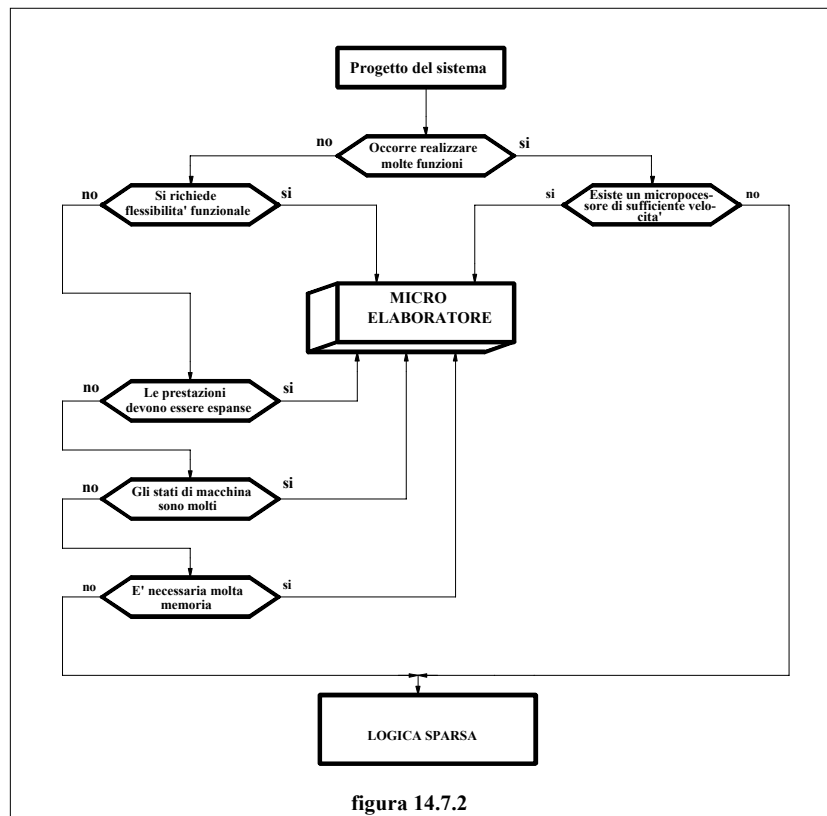 Progetto del sistema
no
Occorre realizzare
molte funzioni
si
no
Si richiede
flessibilita' funzionale
si
si
Esiste un micropoces-
sore di sufficiente velo-
cita'
no
MICRO
ELABORATORE
no
Le prestazioni
devono essere espanse
si
no
Gli stati di macchina
sono molti
si
no
E' necessaria molta
memoria
si
LOGICA SPARSA
figura 14.7.2